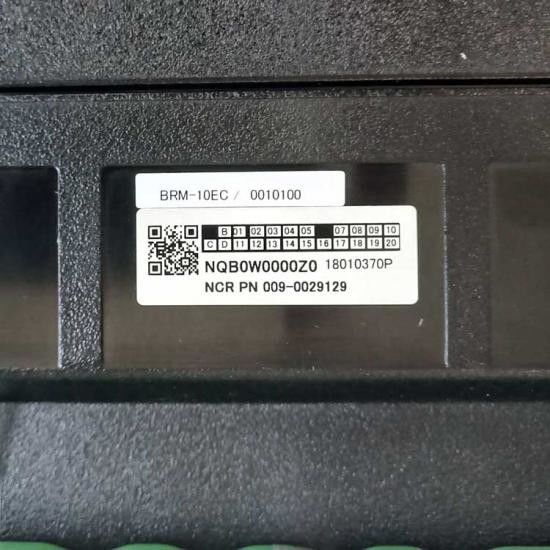 BRM-10EC / 0010100
B 01 02 03 04 05 07 08 09 10
C D 11 12 13 14 15 16 17 18 19 20
NQB0W0000Z0 18010370P
NCR PN 009-0029129